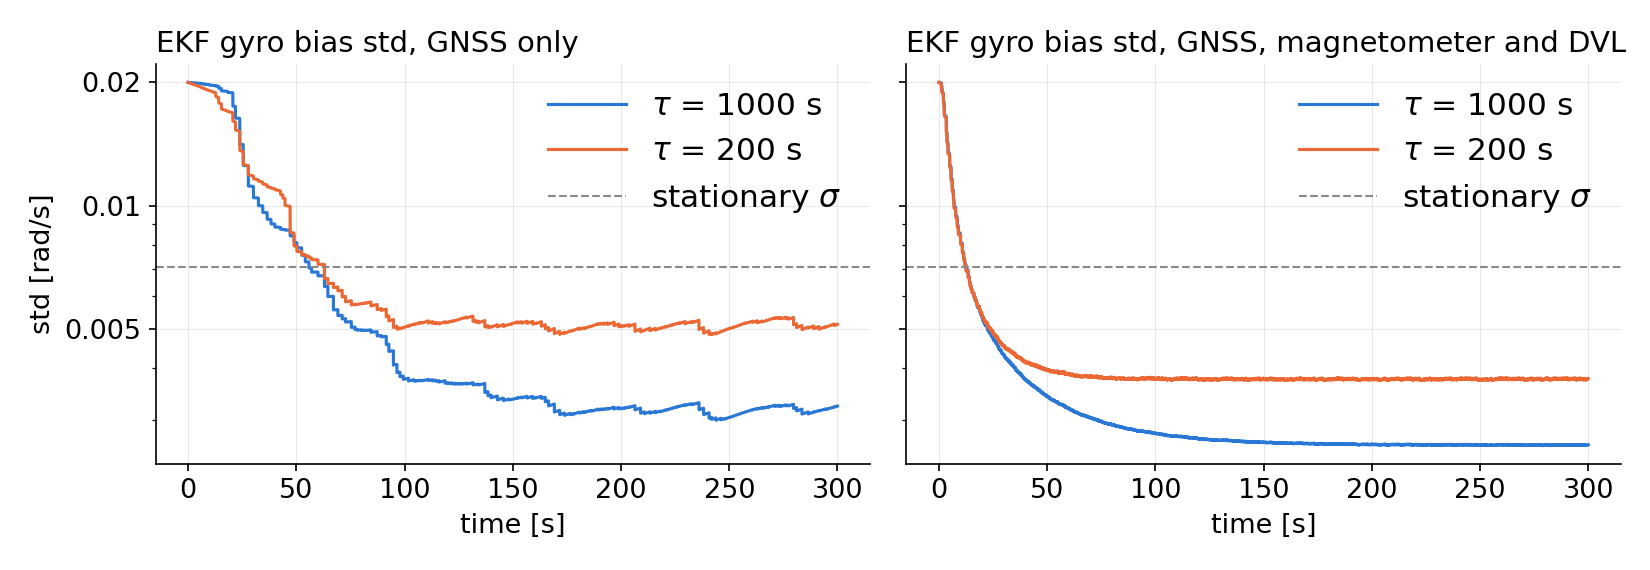 EKF gyro bias std, GNSS only
std [rad/s]
0.02
0.01
0.005
τ = 1000 s
τ = 200 s
stationary σ
0 50 100 150 200 250 300
time [s]
EKF gyro bias std, GNSS, magnetometer and DVL
τ = 1000 s
τ = 200 s
stationary σ
0 50 100 150 200 250 300
time [s]